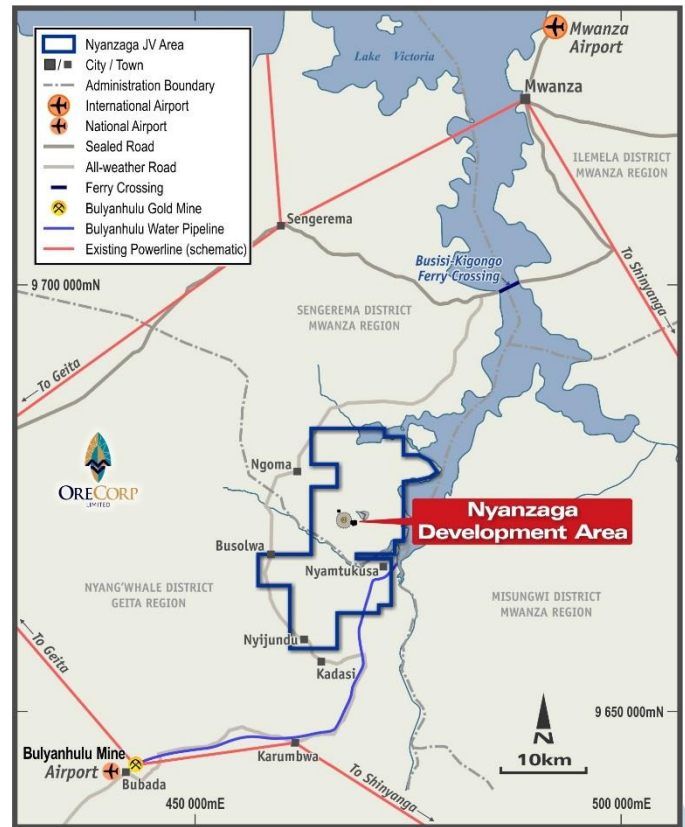 Nyanzaga JV Area
City / Town
Administration Boundary
International Airport
National Airport
Sealed Road
All-weather Road
Ferry Crossing
Bulyanhulu Gold Mine
Bulyanhulu Water Pipeline
Existing Powerline (schematic)
Lake Victoria
Mwanza
Airport
Mwanza
ILEMELA DISTRICT
MWANZA REGION
Sengerema
To Shinyanga
Busisi-Kigongo
Ferry Crossing
9 700 000mN
SENGEREMA DISTRICT
MWANZA REGION
To Geita
ORECORP
LIMITED
Ngoma
Nyanzaga
Development Area
Busolwa
Nyamtukusa
NYANG'WHALE DISTRICT
GEITA REGION
MISUNGWI DISTRICT
MWANZA REGION
To Geita
Nyijundu
Kadasi
9 650 000mN
N
10km
Bulyanhulu Mine
Airport
Bubada
Karumbwa
To Shinyanga
450 000mE
500 000mE